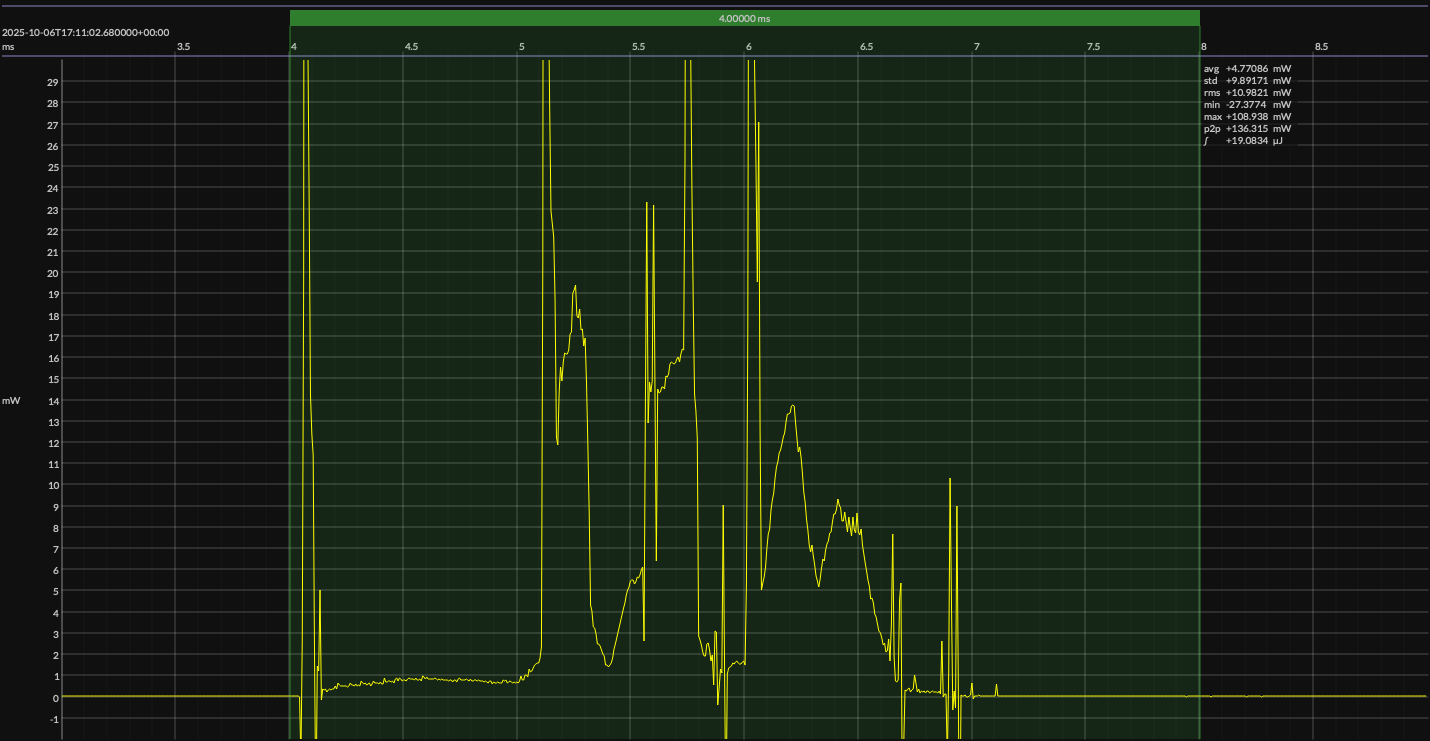 4.00000 ms
2025-10-06T17:11:02.680000+00:00
ms 3.5 4 4.5 5 5.5 6 6.5 7 7.5 8 8.5
avg +4.77086 mW
std +9.89171 mW
rms +10.9821 mW
min -27.3774 mW
max +108.938 mW
p2p +136.315 mW
∫ +19.0834 µJ
29
28
27
26
25
24
23
22
21
20
19
18
17
16
15
mW 14
13
12
11
10
9
8
7
6
5
4
3
2
1
0
-1